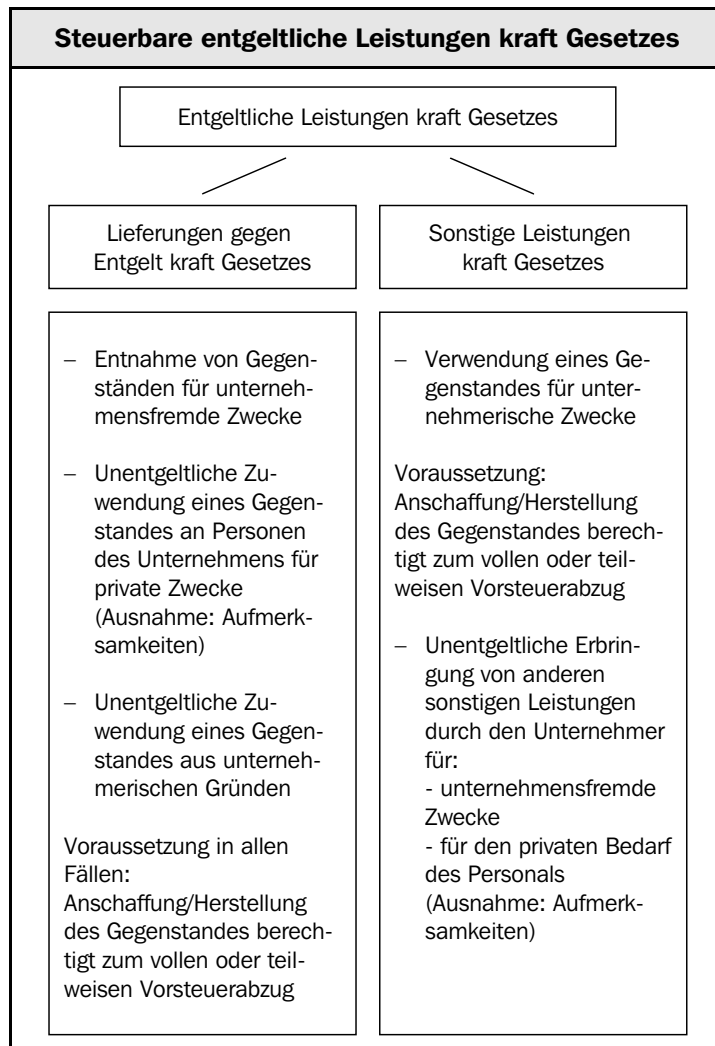 Steuerbare entgeltliche Leistungen kraft Gesetzes
Entgeltliche Leistungen kraft Gesetzes
Lieferungen gegen
Entgelt kraft Gesetzes
Sonstige Leistungen
kraft Gesetzes
– Entnahme von Gegen-
ständen für unterneh-
mensfremde Zwecke
– Unentgeltliche Zu-
wendung eines Gegen-
standes an Personen
des Unternehmens für
private Zwecke
(Ausnahme: Aufmerk-
samkeiten)
– Unentgeltliche Zu-
wendung eines Gegen-
standes aus unterneh-
merischen Gründen
Voraussetzung in allen
Fällen:
Anschaffung/Herstellung
des Gegenstandes berech-
tigt zum vollen oder teil-
weisen Vorsteuerabzug
– Verwendung eines Ge-
genstandes für unter-
nehmerische Zwecke
Voraussetzung:
Anschaffung/Herstellung
des Gegenstandes berech-
tigt zum vollen oder teil-
weisen Vorsteuerabzug
– Unentgeltliche Erbrin-
gung von anderen
sonstigen Leistungen
durch den Unternehmer
für:
- unternehmensfremde
Zwecke
- für den privaten Bedarf
des Personals
(Ausnahme: Aufmerk-
samkeiten)